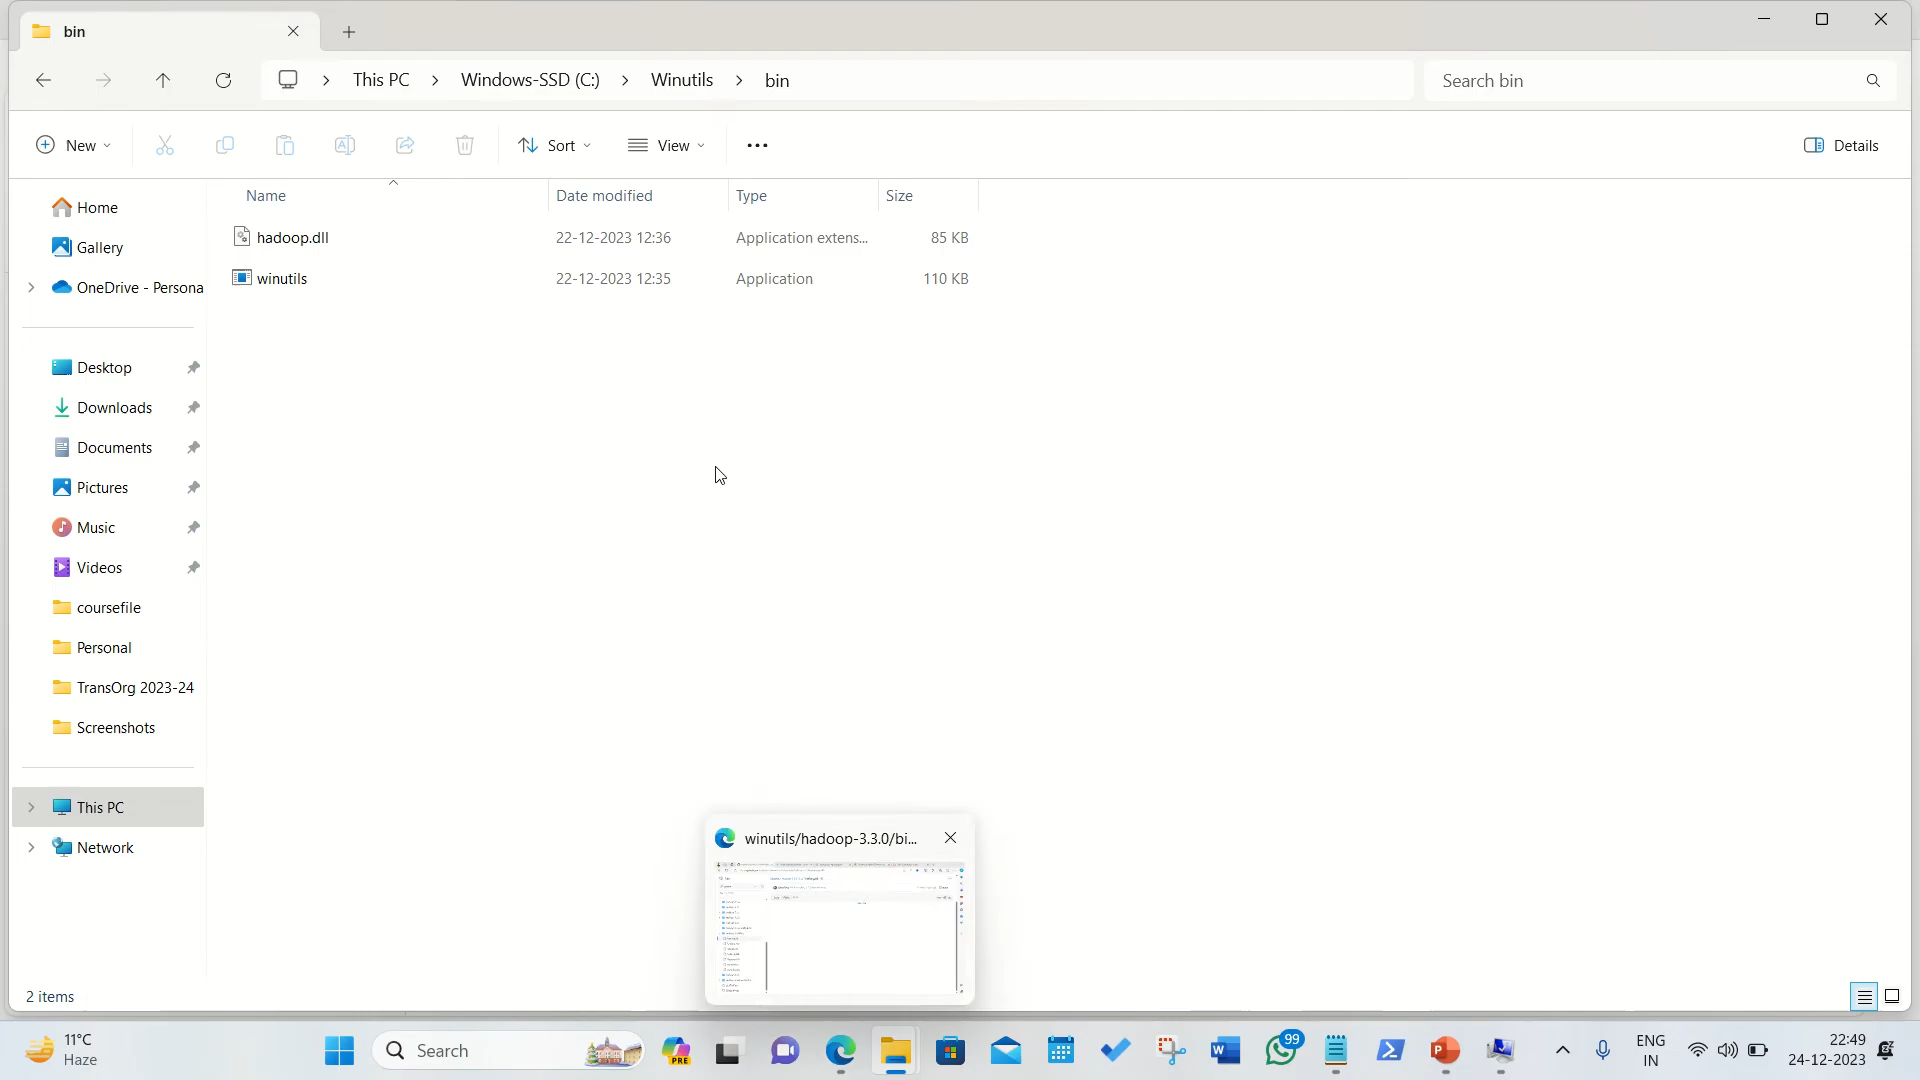 bin
This PC
Windows-SSD (C:)
Winutils
bin
Search bin
New
Sort
View
Details
Name
Date modified
Type
Size
hadoop.dll 22-12-2023 12:36 Application extens... 85 KB
winutils 22-12-2023 12:35 Application 110 KB
Home
Gallery
OneDrive - Persona
Desktop
Downloads
Documents
Pictures
Music
Videos
coursefile
Personal
TransOrg 2023-24
Screenshots
This PC
Network
winutils/hadoop-3.3.0/bi...
2 items
11°C
Haze
Search
PRE
99
ENG
IN
22:49
24-12-2023